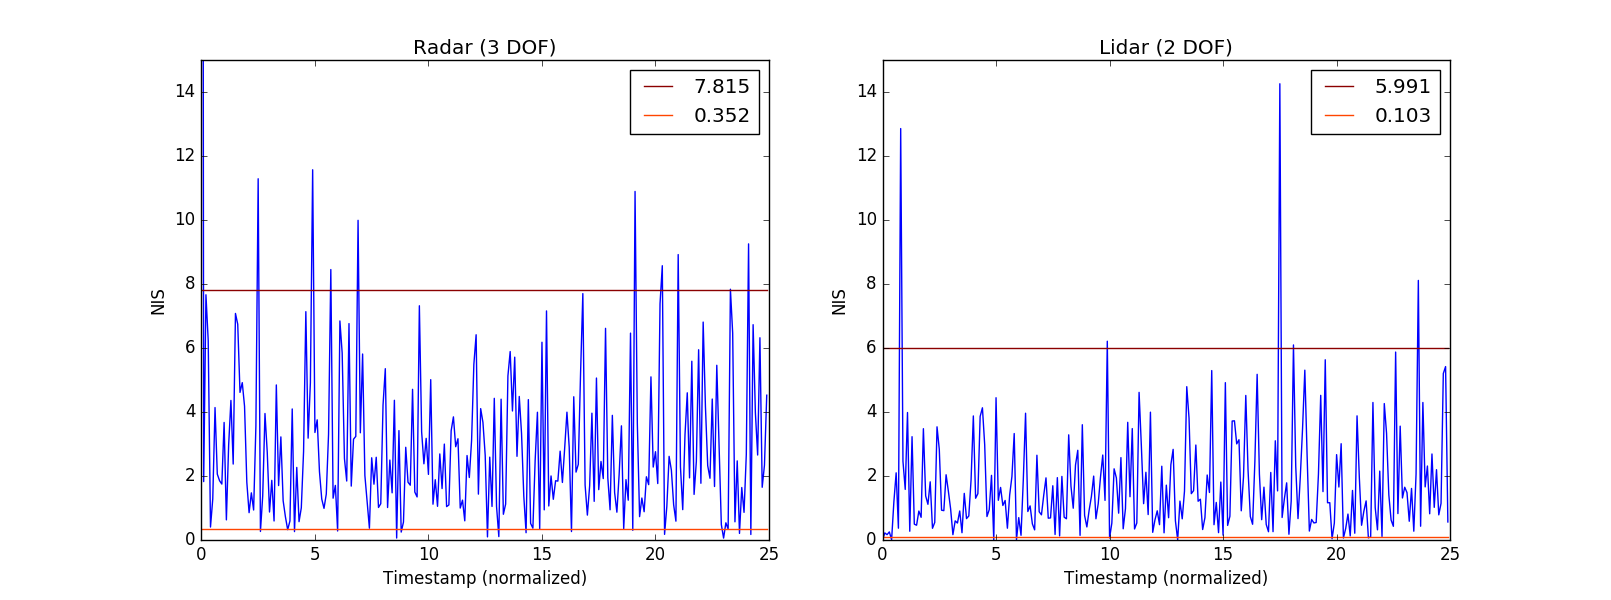 Radar (3 DOF)
7.815
0.352
14
12
10
8
6
4
2
0
NIS
0 5 10 15 20 25
Timestamp (normalized)
Lidar (2 DOF)
5.991
0.103
14
12
10
8
6
4
2
0
NIS
0 5 10 15 20 25
Timestamp (normalized)